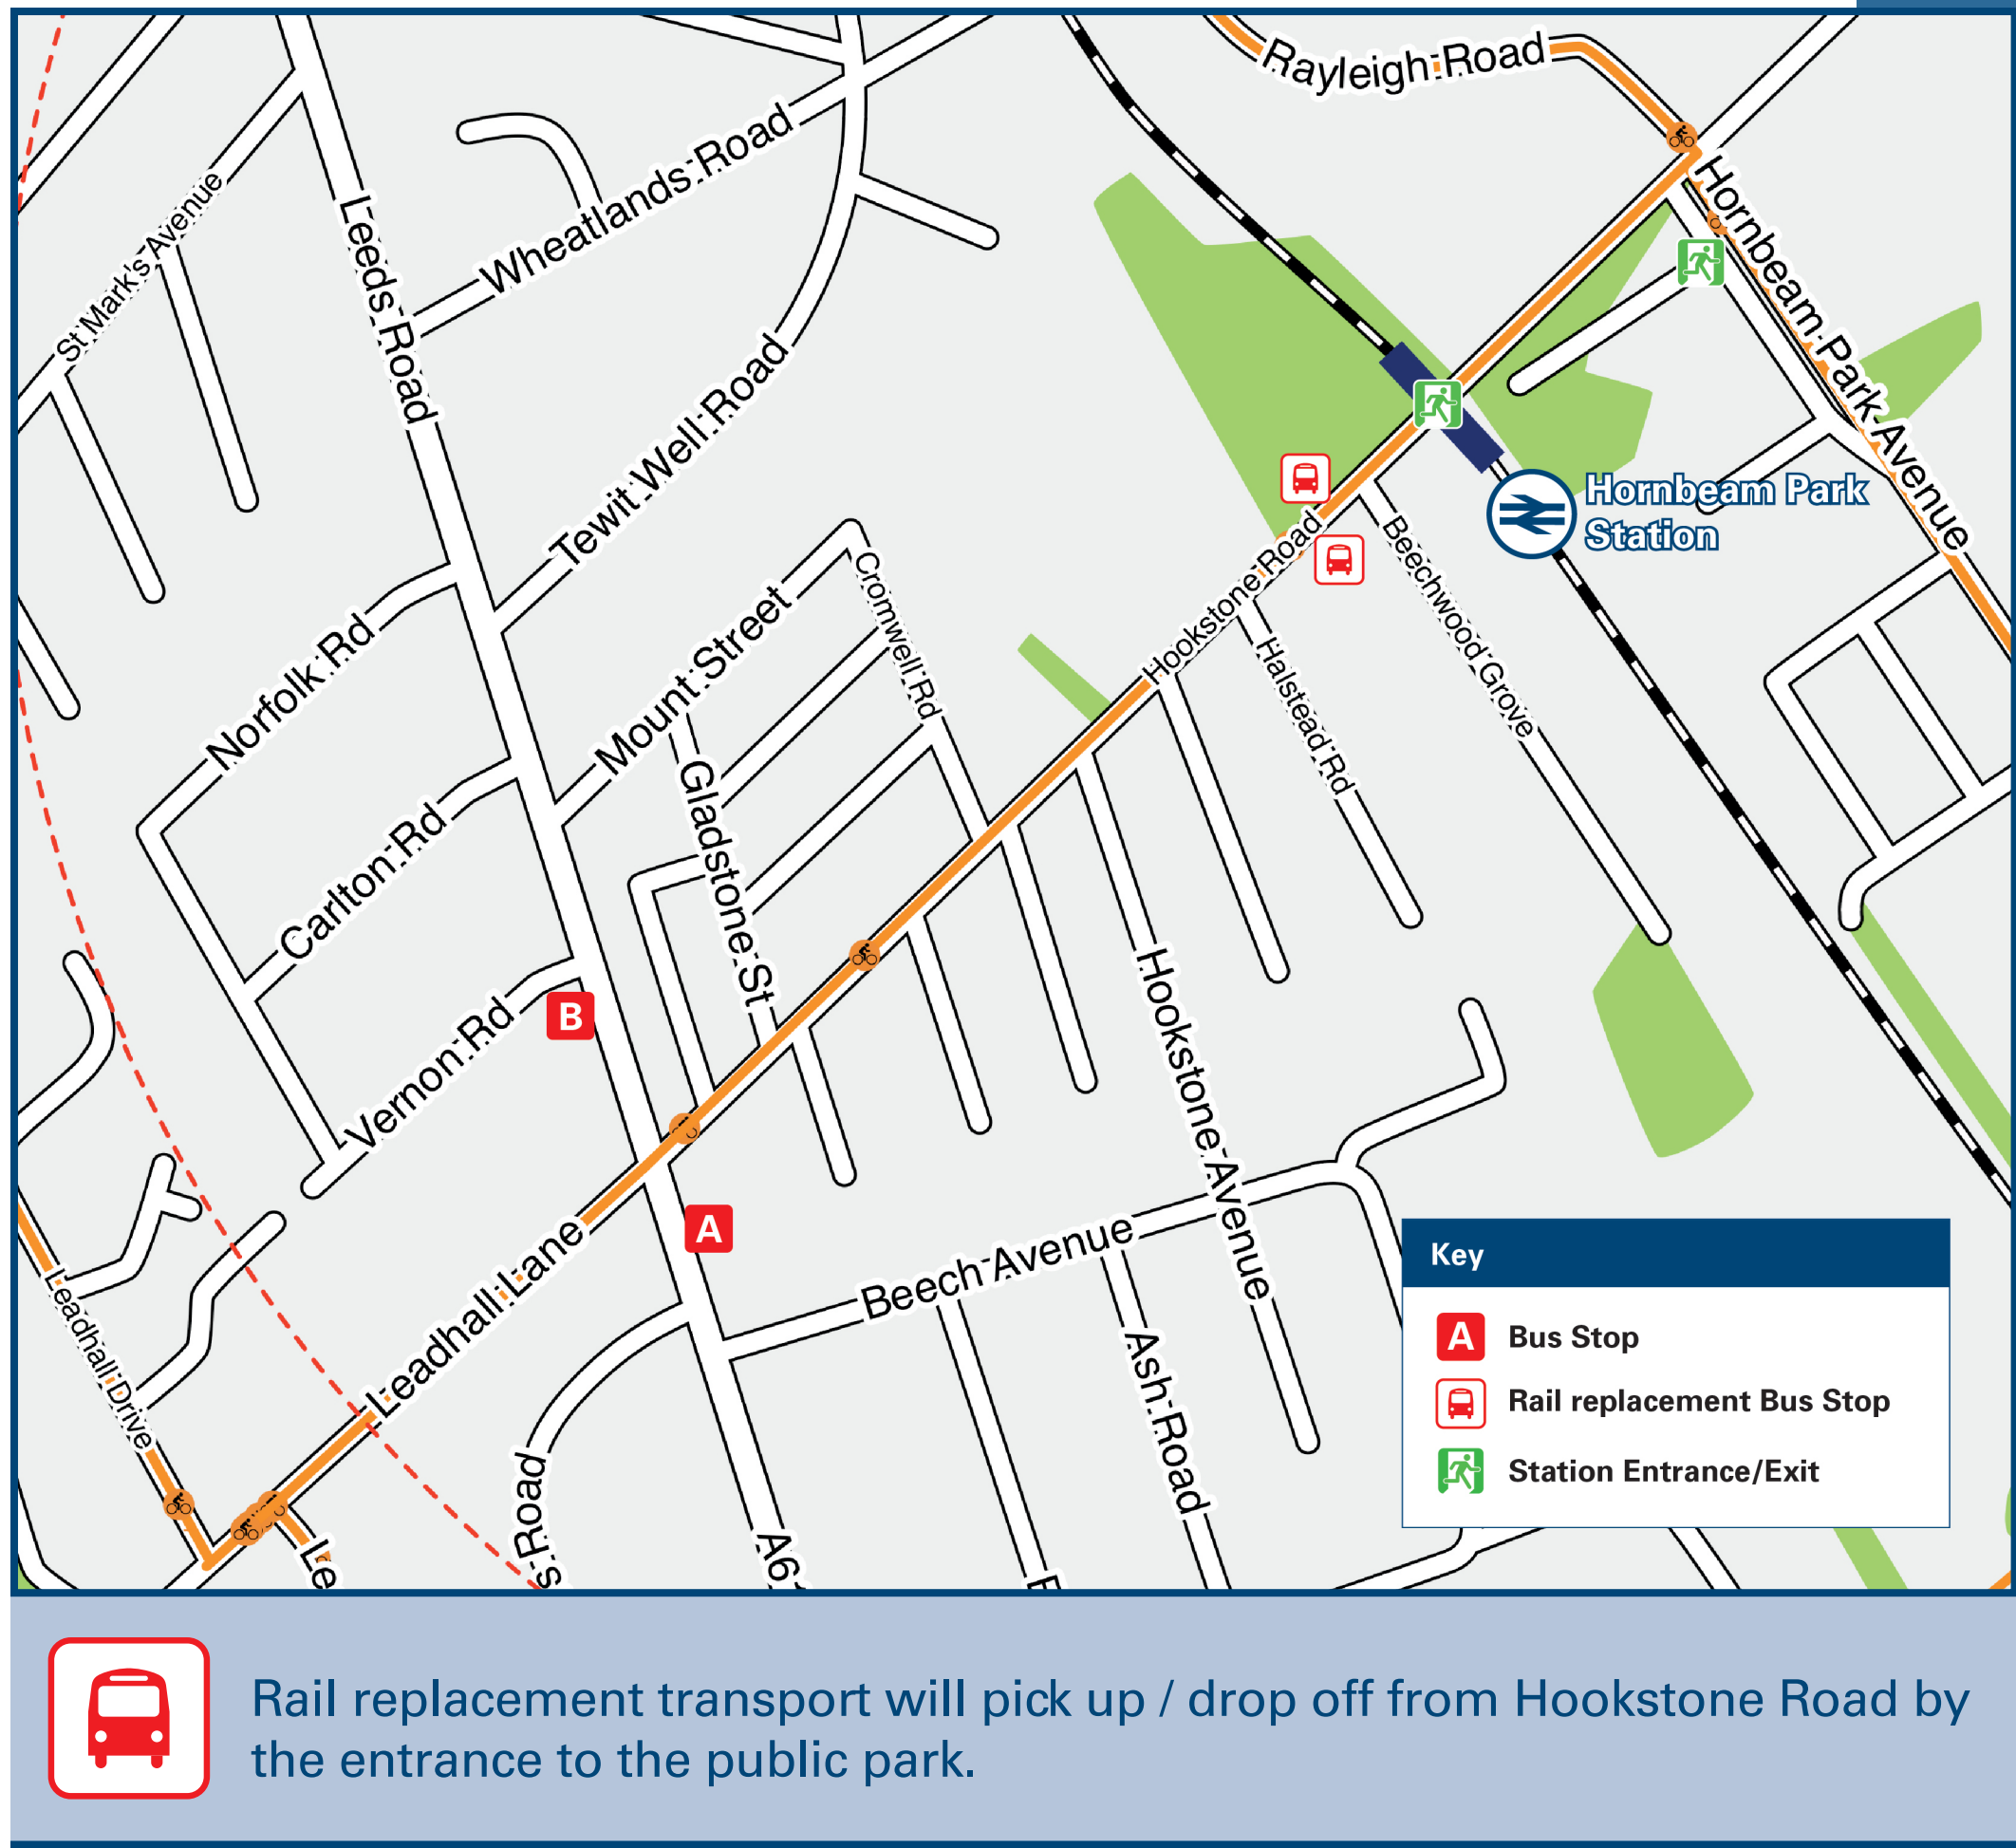 Rayleigh Road
Hornbeam Park Avenue
St Mark's Avenue
Leeds Road
Wheatlands Road
Tewit Well Road
Hornbeam Park
Station
Norfolk Rd
Mount Street
Cromwell Rd
Hookstone Road
Beechwood Grove
Halstead Rd
Carlton Rd
Gladstone St
Vernon Rd
B
Hookstone Avenue
A
Leadhall Lane
Beech Avenue
Leadhall Drive
Ash Road
s Road
A61
Le
Key
A Bus Stop
Rail replacement Bus Stop
Station Entrance/Exit
Rail replacement transport will pick up / drop off from Hookstone Road by
the entrance to the public park.